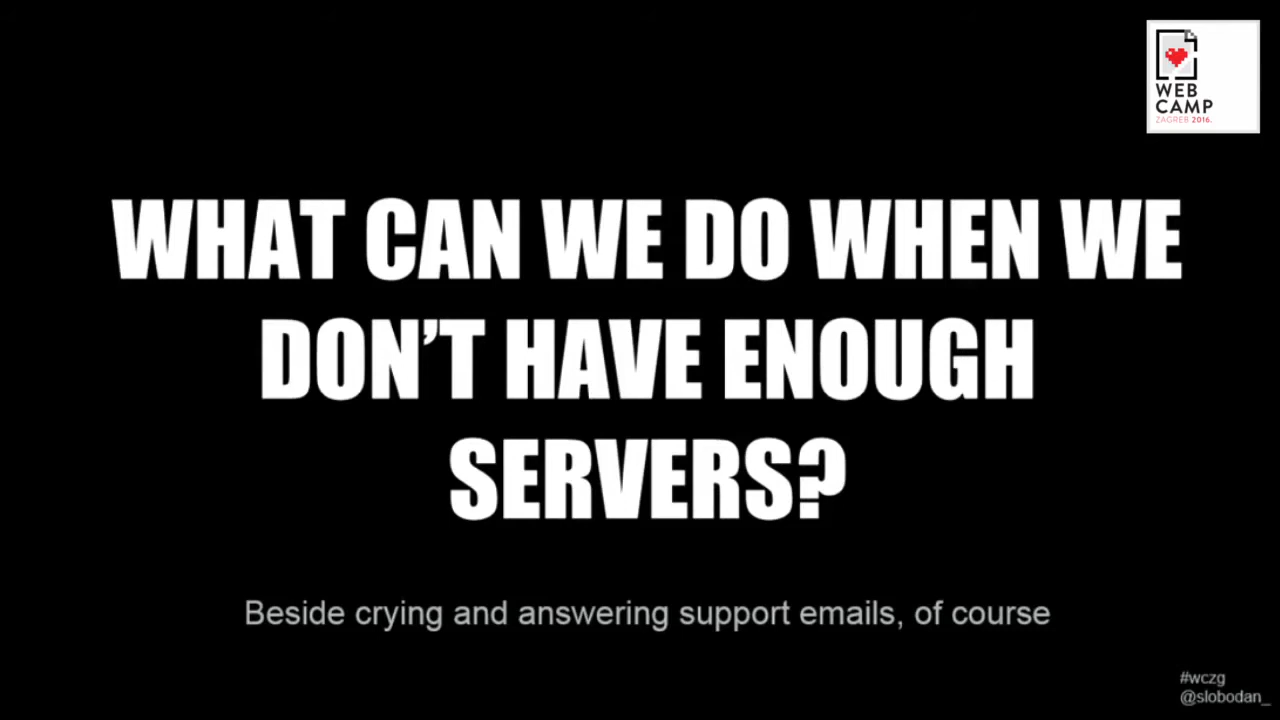 WEB
CAMP
ZAGREB 2016.
WHAT CAN WE DO WHEN WE
DON’T HAVE ENOUGH
SERVERS?
Beside crying and answering support emails, of course
#wczg
@slobodan_